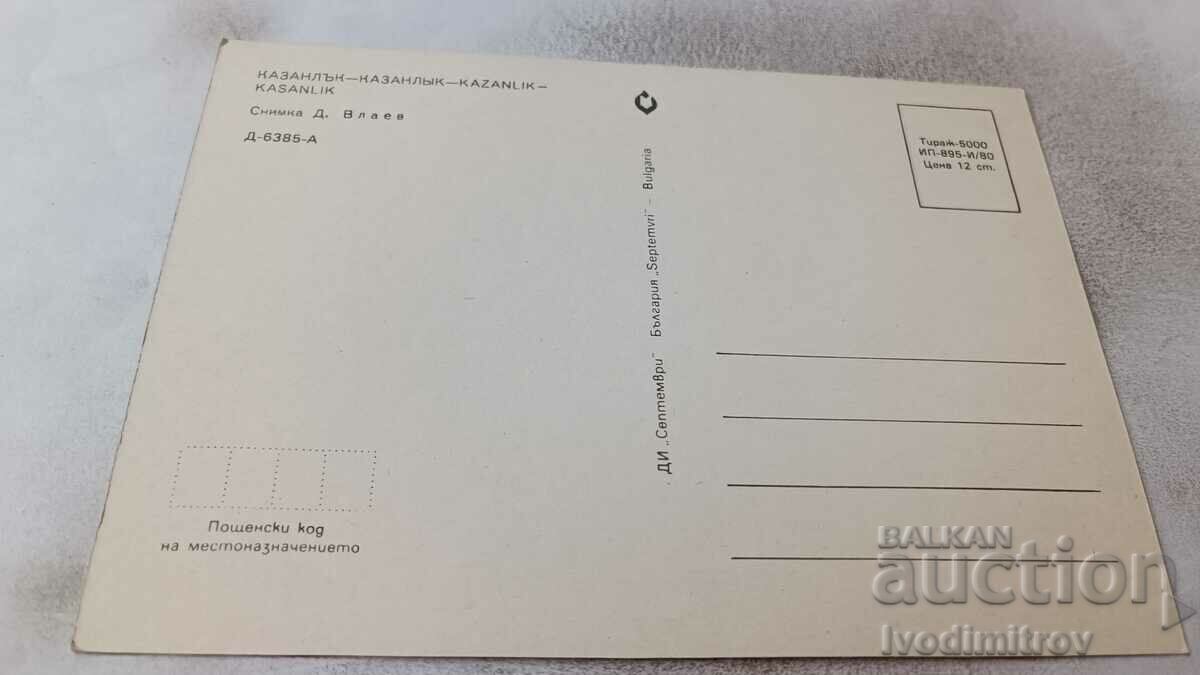 КАЗАНЛЪК—КАЗАНЛЫК—KAZANLIK—
KASANLIK
Снимка Д. Влаев
Д-6385-А
Тираж-5000
ИП-895-И/80
Цена 12 ст.
ДИ „Септември" България „Septemvri" - Bulgaria
Пощенски код
на местоназначението
BALKAN
auction
Ivodimitrov